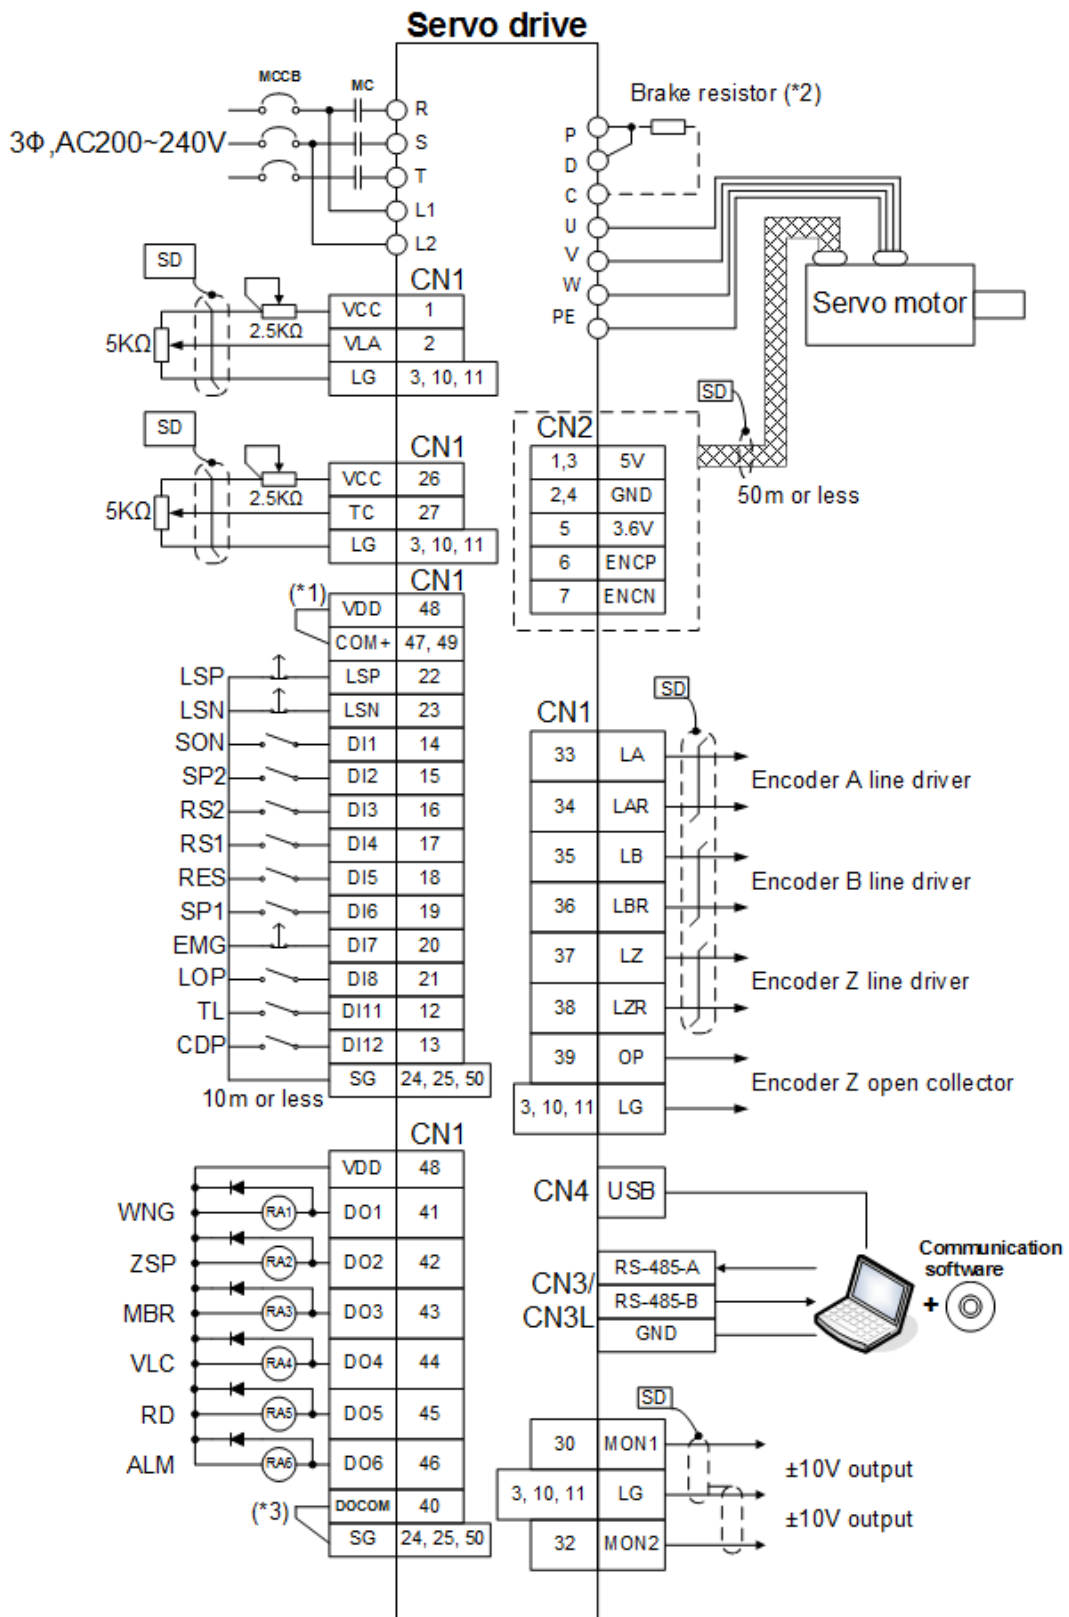 Servo drive
MCCB
MC
3Φ,AC200~240V
R
S
T
L1
L2
Brake resistor (*2)
P
D
C
U
V
W
PE
Servo motor
SD
CN1
5KΩ
2.5KΩ
VCC 1
VLA 2
LG 3, 10, 11
SD
CN1
5KΩ
2.5KΩ
VCC 26
TC 27
LG 3, 10, 11
SD
50m or less
CN2
1,3 5V
2,4 GND
5 3.6V
6 ENCP
7 ENCN
CN1
(*1)
VDD 48
COM+ 47, 49
LSP LSP 22
LSN LSN 23
SON DI1 14
SP2 DI2 15
RS2 DI3 16
RS1 DI4 17
RES DI5 18
SP1 DI6 19
EMG DI7 20
LOP DI8 21
TL DI11 12
CDP DI12 13
SG 24, 25, 50
10m or less
SD
CN1
33 LA
34 LAR
Encoder A line driver
35 LB
36 LBR
Encoder B line driver
37 LZ
38 LZR
Encoder Z line driver
39 OP
3, 10, 11 LG
Encoder Z open collector
CN1
VDD 48
WNG RA1 DO1 41
ZSP RA2 DO2 42
MBR RA3 DO3 43
VLC RA4 DO4 44
RD RA5 DO5 45
ALM RA6 DO6 46
(*3)
DOCOM 40
SG 24, 25, 50
CN4 USB
CN3/
CN3L
RS-485-A
RS-485-B
GND
Communication
software
+
SD
30 MON1
3, 10, 11 LG
32 MON2
±10V output
±10V output